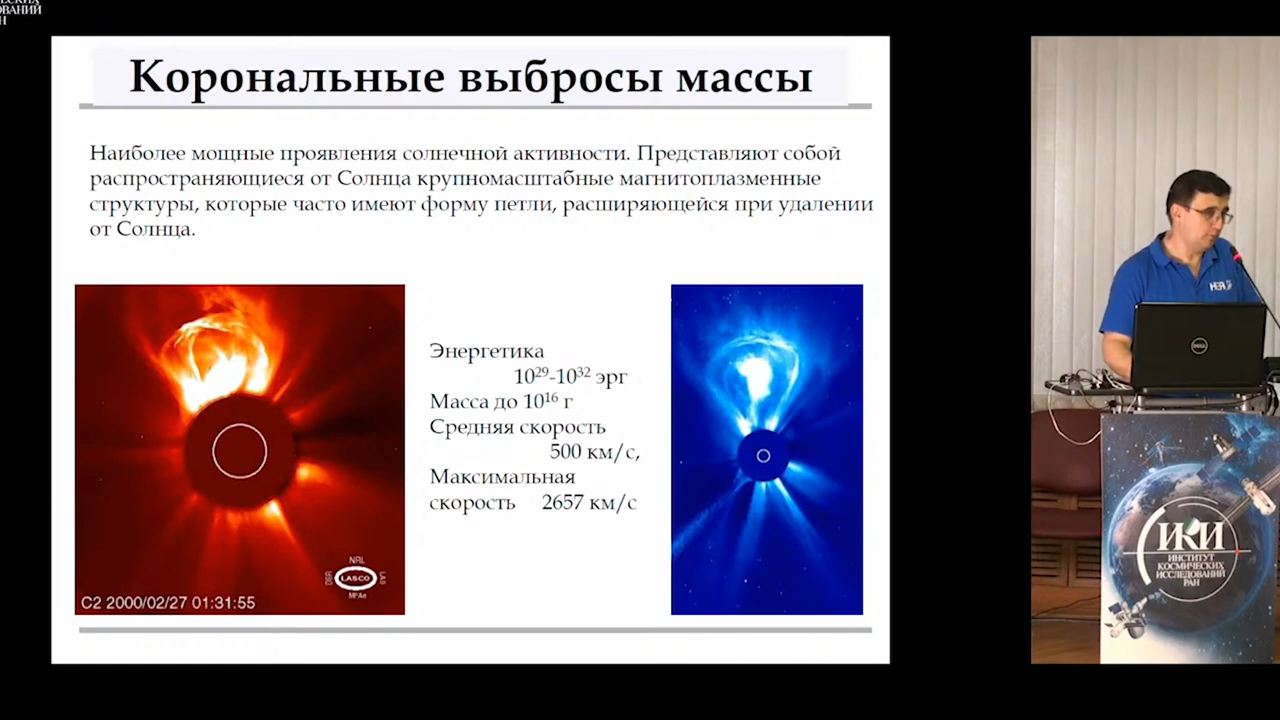 ОВАНИЙ
Корональные выбросы массы
Наиболее мощные проявления солнечной активности. Представляют собой
распространяющиеся от Солнца крупномасштабные магнитоплазменные
структуры, которые часто имеют форму петли, расширяющейся при удалении
от Солнца.
Энергетика
10²⁹-10³² эрг
Масса до 10¹⁶ г
Средняя скорость
500 км/с,
Максимальная
скорость 2657 км/с
NRL
LASCO
C2 2000/02/27 01:31:55
DELL
ИКИ
ИНСТИТУТ
КОСМИЧЕСКИХ
ИССЛЕДОВАНИЙ
РАН